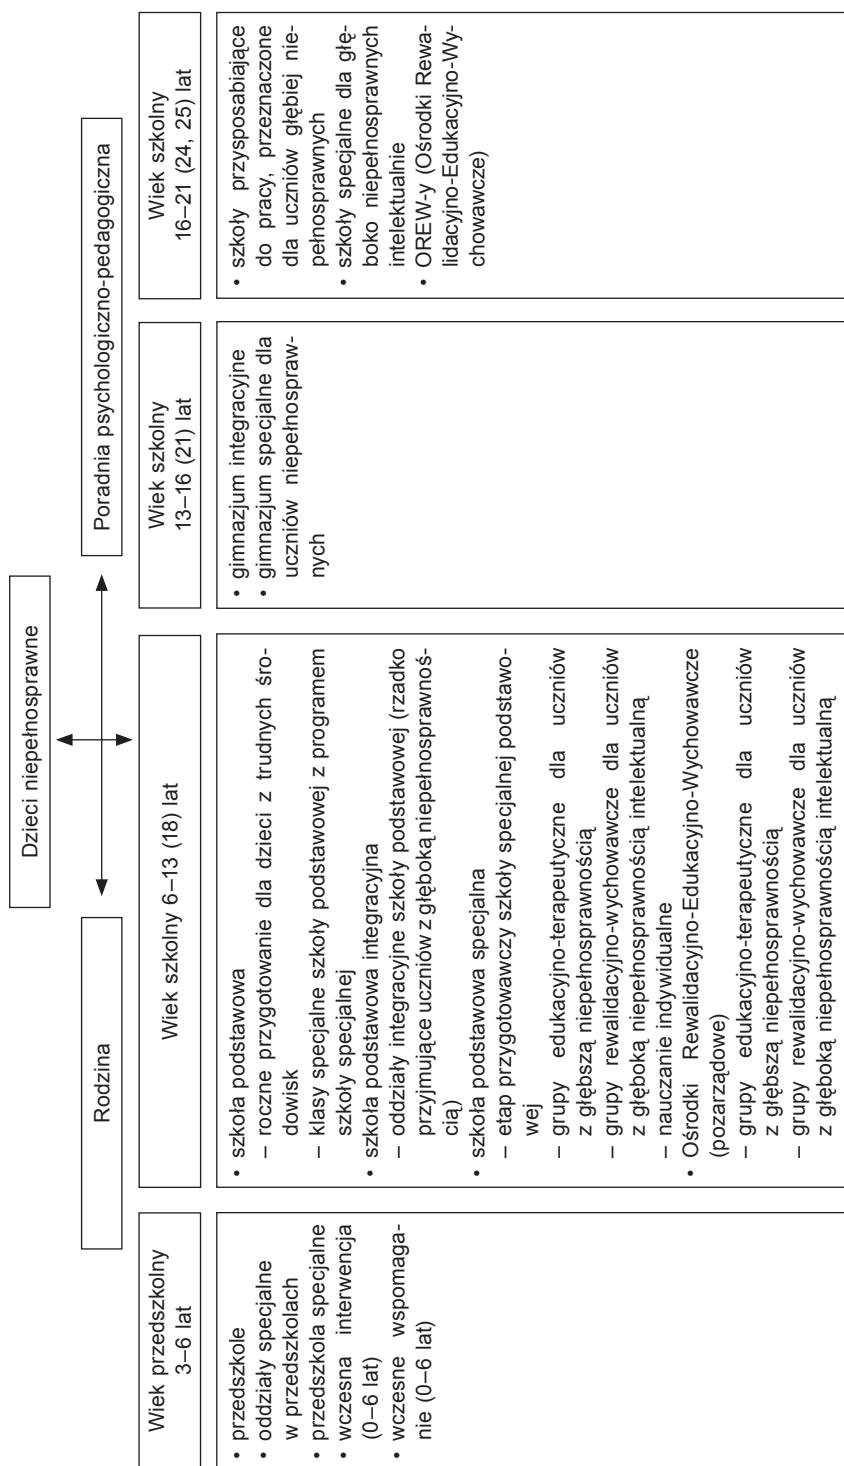 Dzieci niepełnosprawne
Rodzina
Poradnia psychologiczno-pedagogiczna
Wiek przedszkolny
3–6 lat
• przedszkole
• oddziały specjalne
w przedszkolach
• przedszkola specjalne
• wczesna interwencja
(0–6 lat)
• wczesne wspomaga-
nie (0–6 lat)
Wiek szkolny 6–13 (18) lat
• szkoła podstawowa
– roczne przygotowanie dla dzieci z trudnych śro-
dowisk
– klasy specjalne szkoły podstawowej z programem
szkoły specjalnej
• szkoła podstawowa integracyjna
– oddziały integracyjne szkoły podstawowej (rzadko
przyjmujące uczniów z głęboką niepełnosprawnoś-
cią)
• szkoła podstawowa specjalna
– etap przygotowawczy szkoły specjalnej podstawo-
wej
– grupy edukacyjno-terapeutyczne dla uczniów
z głębszą niepełnosprawnością
– grupy rewalidacyjno-wychowawcze dla uczniów
z głęboką niepełnosprawnością intelektualną
– nauczanie indywidualne
• Ośrodki Rewalidacyjno-Edukacyjno-Wychowawcze
(pozarządowe)
– grupy edukacyjno-terapeutyczne dla uczniów
z głębszą niepełnosprawnością
– grupy rewalidacyjno-wychowawcze dla uczniów
z głęboką niepełnosprawnością intelektualną
Wiek szkolny
13–16 (21) lat
• gimnazjum integracyjne
• gimnazjum specjalne dla
uczniów niepełnospraw-
nych
Wiek szkolny
16–21 (24, 25) lat
• szkoły przysposabiające
do pracy, przeznaczone
dla uczniów głębiej nie-
pełnosprawnych
• szkoły specjalne dla głę-
boko niepełnosprawnych
intelektualnie
• OREW-y (Ośrodki Rewa-
lidacyjno-Edukacyjno-Wy-
chowawcze)